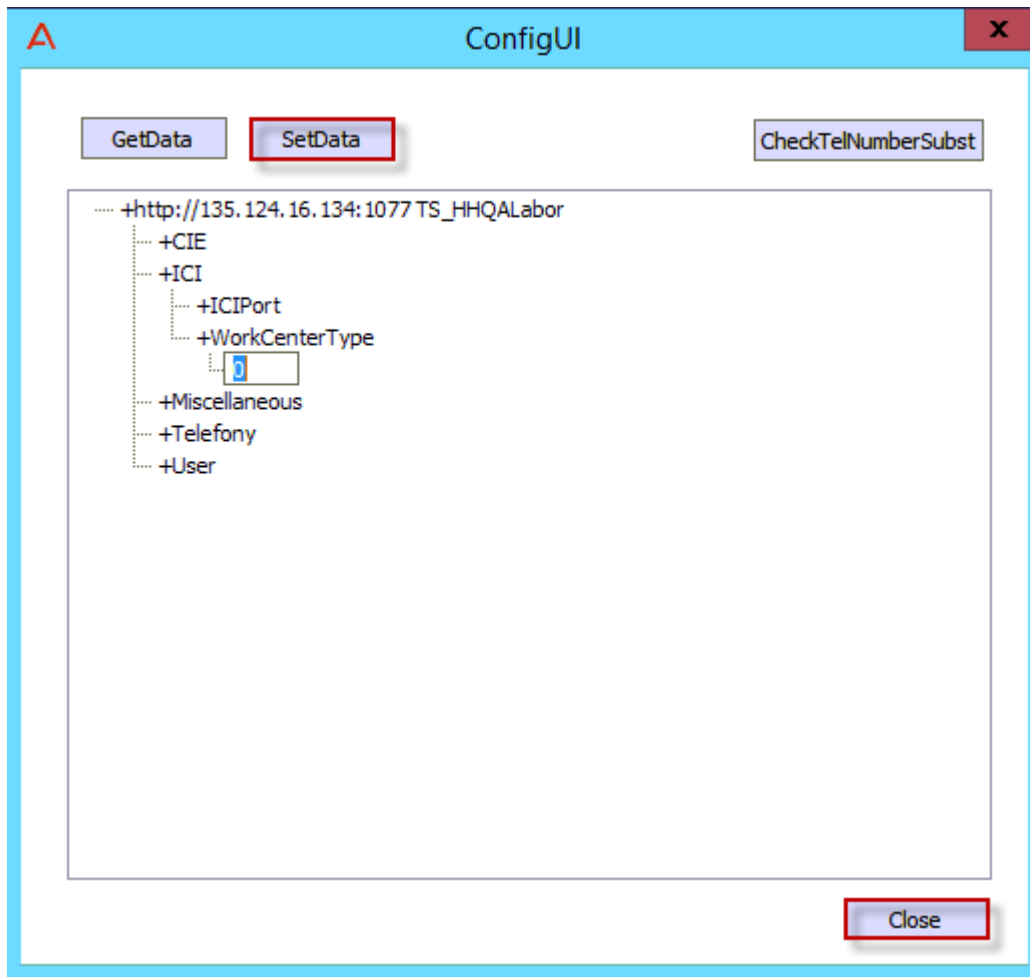 ConfigUI
x
GetData SetData CheckTelNumberSubst
+http://135.124.16.134:1077 TS_HHQALabor
+CIE
+ICI
+ICIPort
+WorkCenterType
0
+Miscellaneous
+Telefony
+User
Close